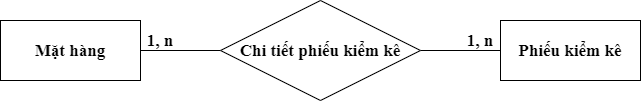 Mặt hàng
1, n
Chi tiết phiếu kiểm kê
1, n
Phiếu kiểm kê